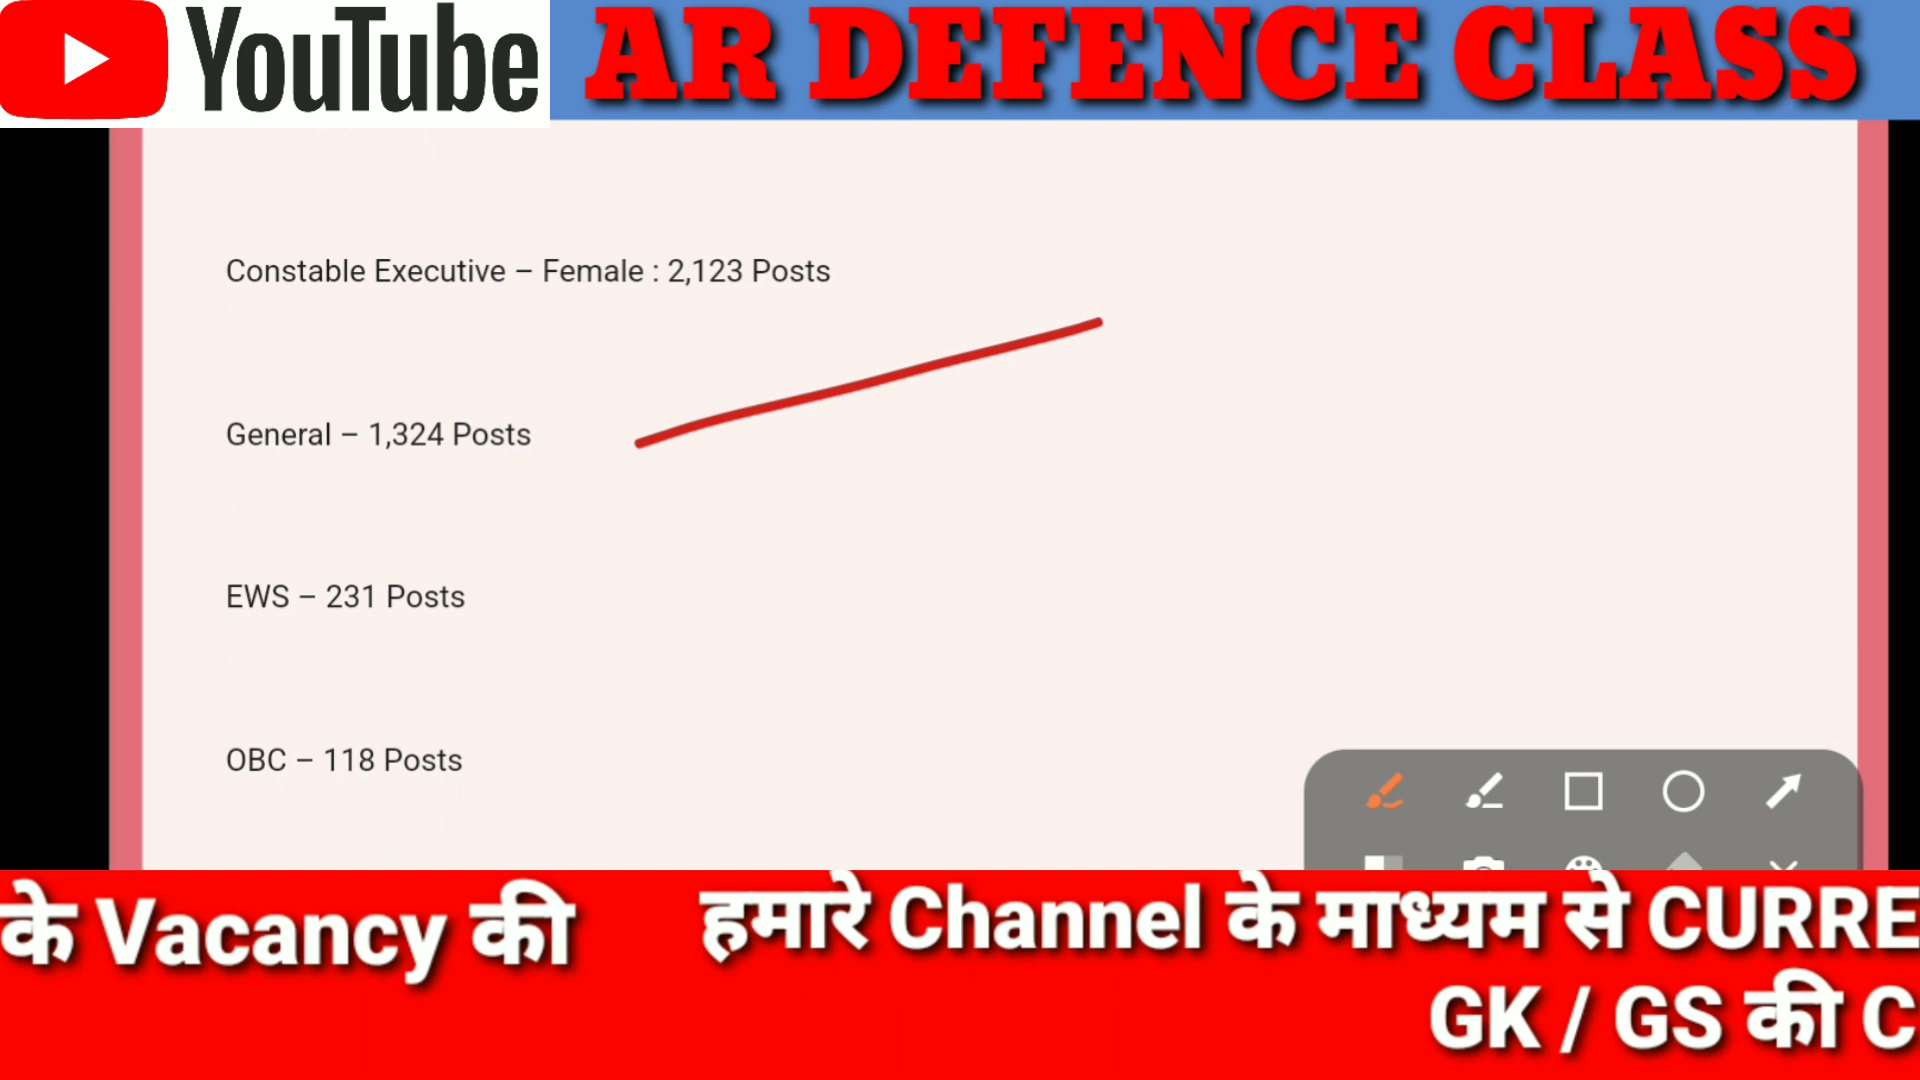 YouTube
AR DEFENCE CLASS
Constable Executive – Female : 2,123 Posts
General – 1,324 Posts
EWS – 231 Posts
OBC – 118 Posts
के Vacancy की
हमारे Channel के माध्यम से CURRE
GK / GS की C